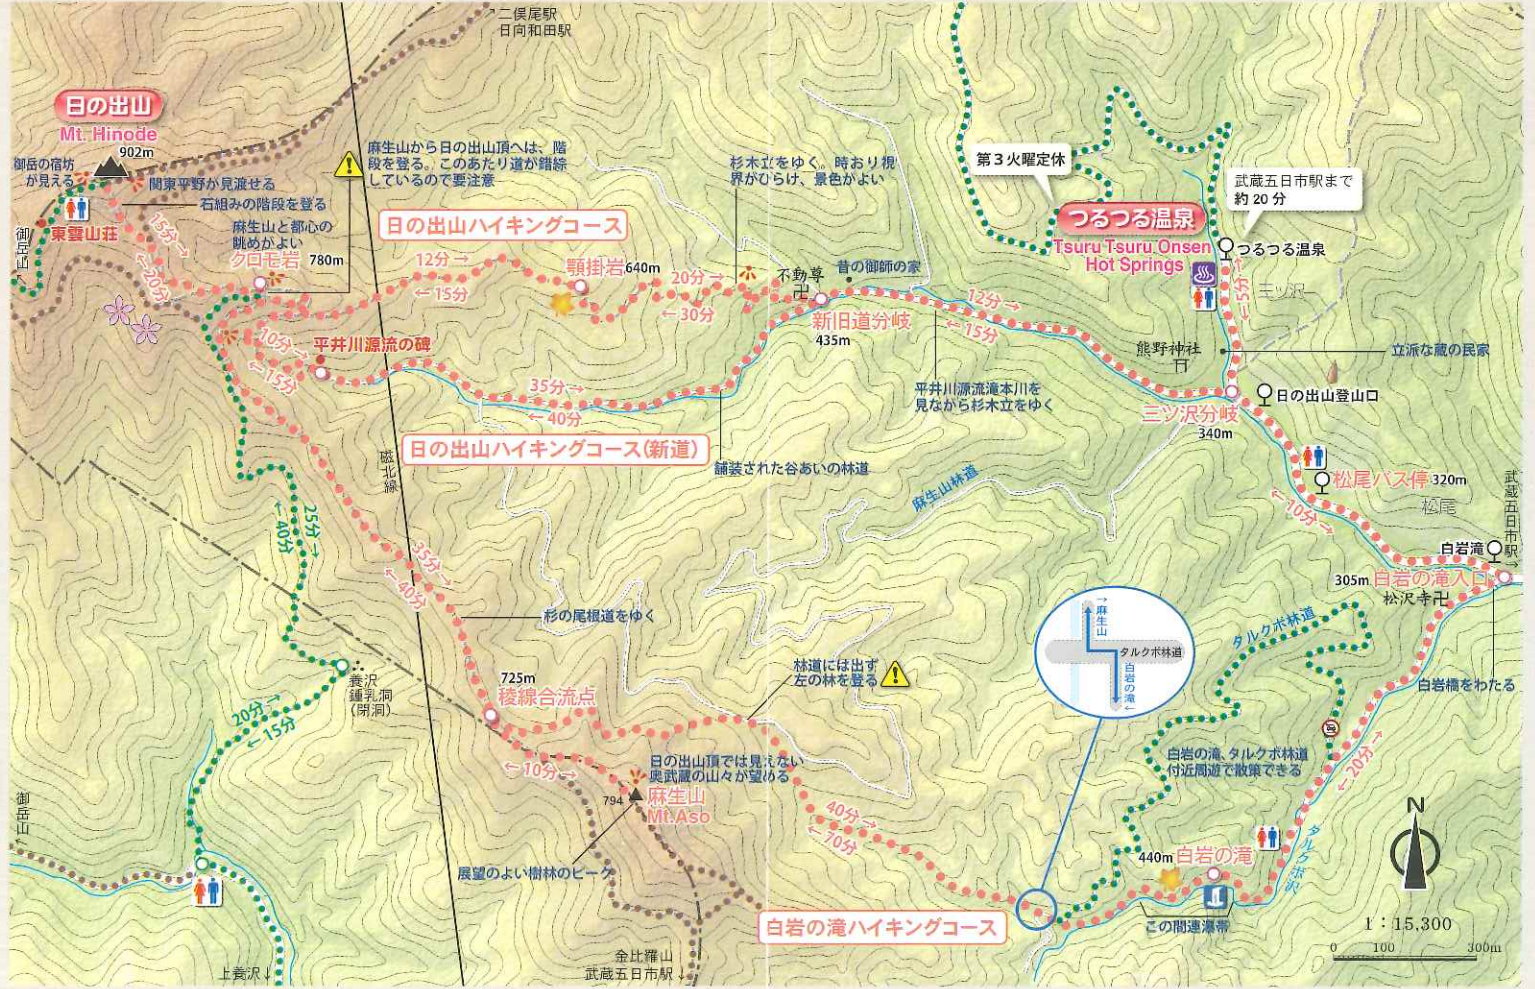 二俣尾駅
日向和田駅
日の出山
Mt. Hinode
902m
御岳の宿坊
が見える
関東平野が見渡せる
石組みの階段を登る
東雲山荘
御岳山→
麻生山と都心の
眺めがよい
クロモ岩
780m
15分→
←20分
麻生山から日の出山頂へは、階
段を登る。このあたり道が錯綜
しているので要注意
日の出山ハイキングコース
12分→
←15分
顎掛岩
640m
杉木立をゆく。時おり視
界がひらけ、景色がよい
20分→
←30分
不動尊
卍
昔の御師の家
新旧道分岐
435m
12分→
←15分
第３火曜定休
つるつる温泉
Tsuru Tsuru Onsen
Hot Springs
武蔵五日市駅まで
約20分
つるつる温泉
三ツ沢
←5分→
熊野神社
立派な蔵の民家
日の出山登山口
三ツ沢分岐
340m
平井川源流滝本川を
見ながら杉木立をゆく
10分→
←15分
平井川源流の碑
35分→
←40分
日の出山ハイキングコース(新道)
舗装された谷あいの林道
磁北線
麻生山林道
松尾バス停
320m
松尾
←10分→
武蔵五日市駅→
白岩滝
305m
白岩の滝入口
松沢寺卍
白岩橋をわたる
25分→
←40分
35分→
←40分
杉の尾根道をゆく
725m
稜線合流点
養沢
鍾乳洞
（閉洞）
20分→
←15分
林道には出ず
左の林を登る
→麻生山
タルクボ林道
白岩の滝→
タルクボ林道
白岩の滝、タルクボ林道
付近周遊で散策できる
←20分→
←10分→
日の出山頂では見えない
奥武蔵の山々が望める
794
麻生山
Mt.Aso
展望のよい樹林のピーク
40分→
←70分
440m
白岩の滝
タルクボ沢
この間連瀑帯
白岩の滝ハイキングコース
御岳山
上養沢↓
金比羅山
武蔵五日市駅↓
N
1：15,300
0 100 300m